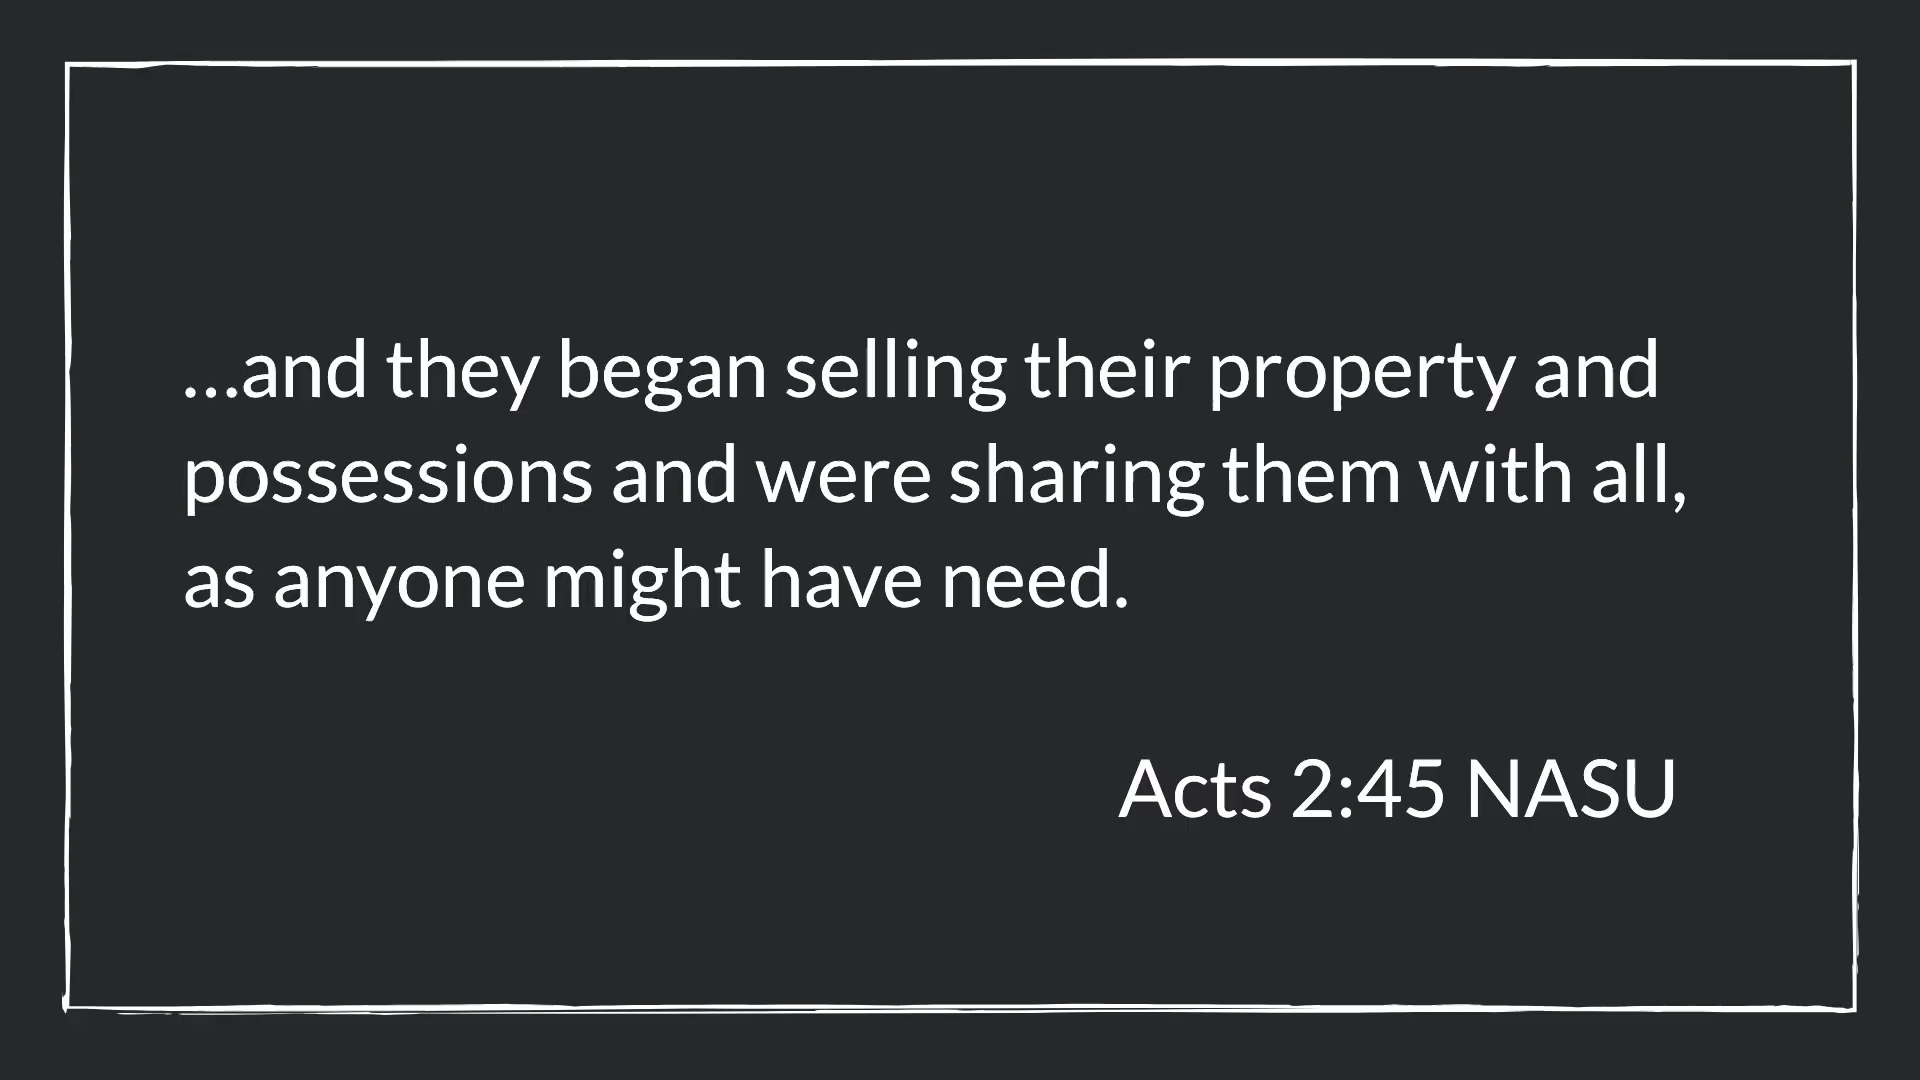 …and they began selling their property and
possessions and were sharing them with all,
as anyone might have need.
Acts 2:45 NASU